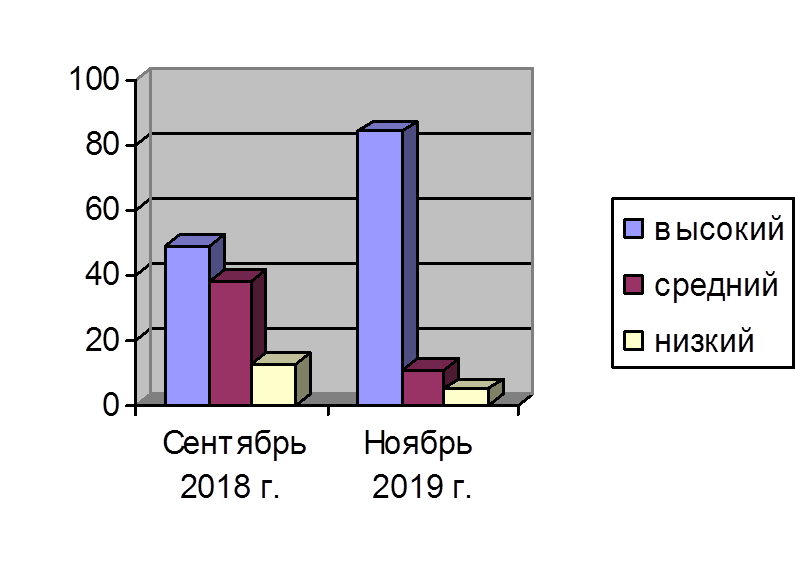 100
80
60
40
20
0
Сентябрь
2018 г.
Ноябрь
2019 г.
высокий
средний
низкий